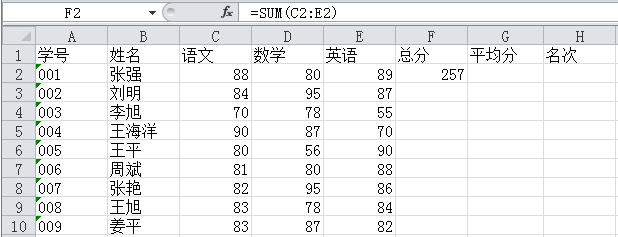 F2 fx =SUM(C2:E2)
A B C D E F G H
1 学号 姓名 语文 数学 英语 总分 平均分 名次
2 001 张强 88 80 89 257
3 002 刘明 84 95 87
4 003 李旭 70 78 55
5 004 王海洋 90 87 70
6 005 王平 80 56 90
7 006 周斌 81 80 88
8 007 张艳 82 95 86
9 008 王旭 83 78 84
10 009 姜平 83 87 82